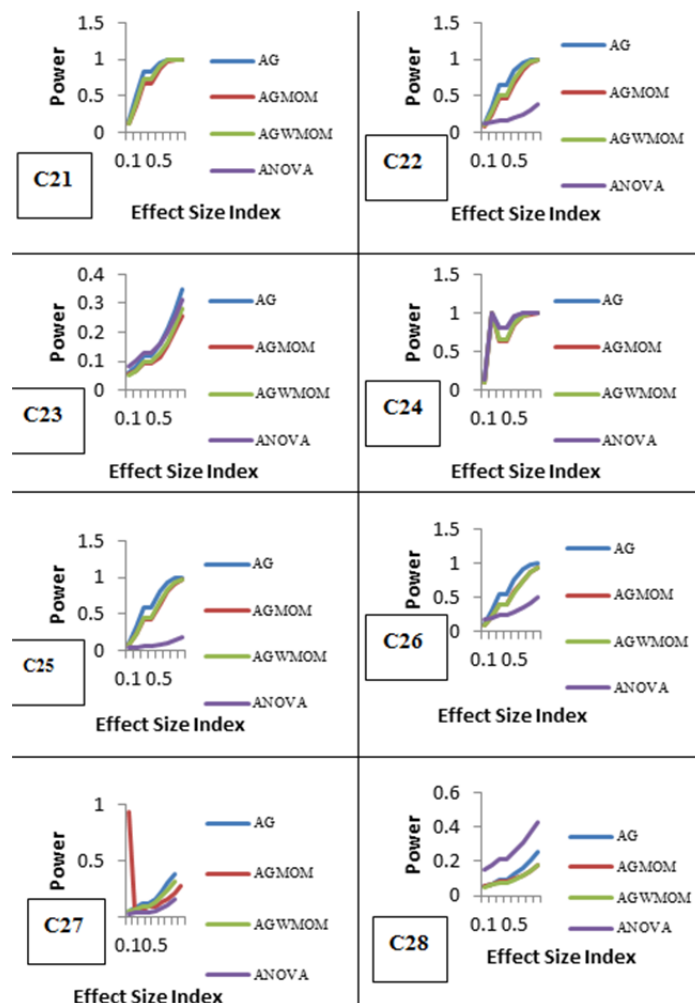 Power
1.5
1
0.5
0
0.1 0.5
Effect Size Index
AG
AGMOM
AGWMOM
ANOVA
C21
Power
1.5
1
0.5
0
0.1 0.5
Effect Size Index
AG
AGMOM
AGWMOM
ANOVA
C22
Power
0.4
0.3
0.2
0.1
0
0.1 0.5
Effect Size Index
AG
AGMOM
AGWMOM
ANOVA
C23
Power
1.5
1
0.5
0
0.1 0.5
Effect Size Index
AG
AGMOM
AGWMOM
ANOVA
C24
Power
1.5
1
0.5
0
0.1 0.5
Effect Size Index
AG
AGMOM
AGWMOM
ANOVA
C25
Power
1.5
1
0.5
0
0.1 0.5
Effect Size Index
AG
AGMOM
AGWMOM
ANOVA
C26
Power
1
0.5
0.10.5
Effect Size Index
AG
AGMOM
AGWMOM
ANOVA
C27
Power
0.6
0.4
0.2
0
0.1 0.5
Effect Size Index
AG
AGMOM
AGWMOM
ANOVA
C28